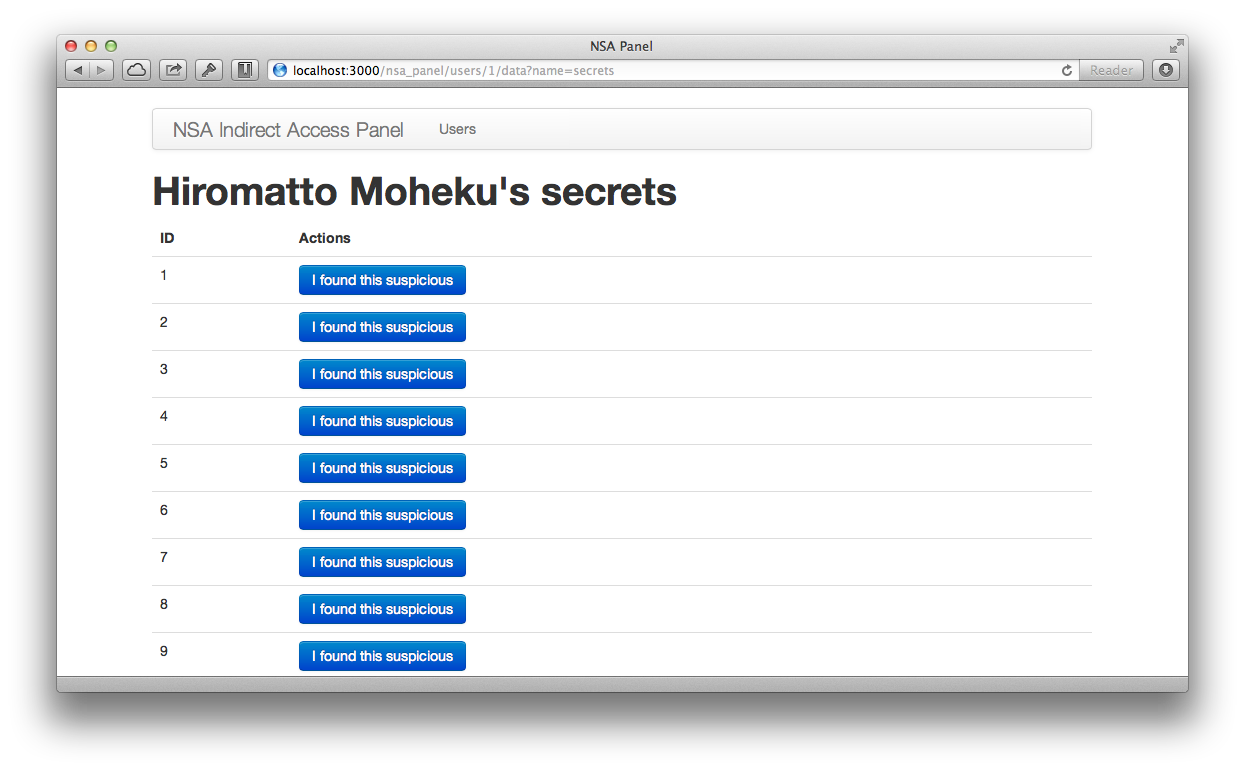 NSA Panel
localhost:3000/nsa_panel/users/1/data?name=secrets
Reader
NSA Indirect Access Panel Users
Hiromatto Moheku's secrets
ID Actions
1 I found this suspicious
2 I found this suspicious
3 I found this suspicious
4 I found this suspicious
5 I found this suspicious
6 I found this suspicious
7 I found this suspicious
8 I found this suspicious
9 I found this suspicious